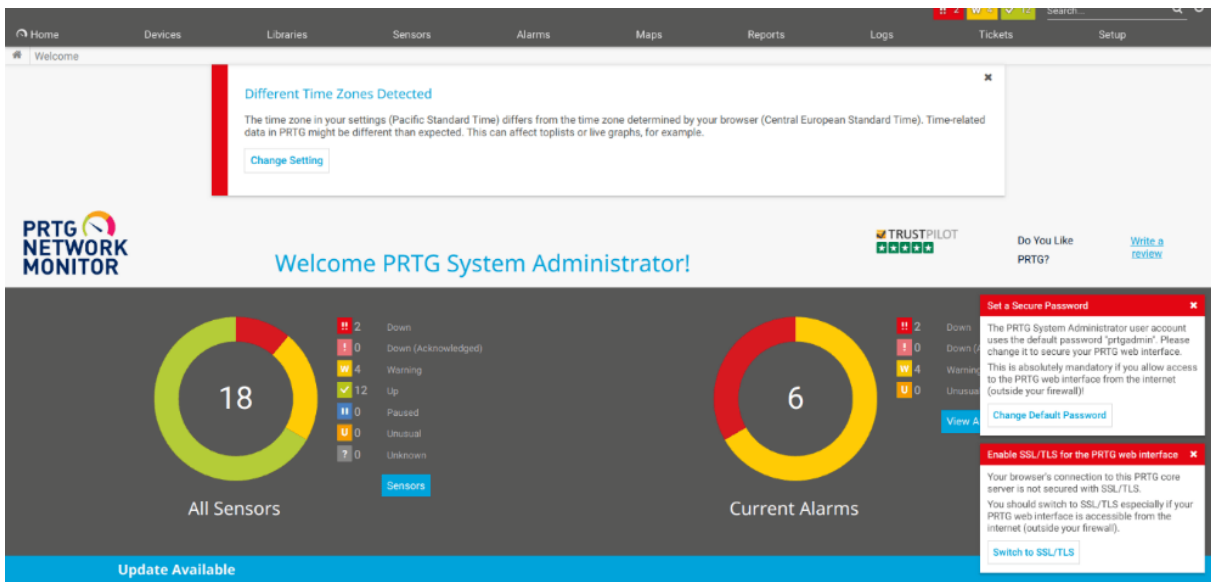 !! 2 W 4 12 Search...
Home Devices Libraries Sensors Alarms Maps Reports Logs Tickets Setup
Welcome
Different Time Zones Detected
The time zone in your settings (Pacific Standard Time) differs from the time zone determined by your browser (Central European Standard Time). Time-related
data in PRTG might be different than expected. This can affect toplists or live graphs, for example.
Change Setting
PRTG
NETWORK
MONITOR
Welcome PRTG System Administrator!
TRUSTPILOT
Do You Like
PRTG?
Write a
review
18
!! 2 Down
! 0 Down (Acknowledged)
W 4 Warning
12 Up
0 Paused
U 0 Unusual
? 0 Unknown
Sensors
All Sensors
6
!! 2 Down
! 0 Down (A
W 4 Warning
U 0 Unusual
View A
Current Alarms
Set a Secure Password
The PRTG System Administrator user account
uses the default password "prtgadmin". Please
change it to secure your PRTG web interface.
This is absolutely mandatory if you allow access
to the PRTG web interface from the internet
(outside your firewall)!
Change Default Password
Enable SSL/TLS for the PRTG web interface
Your browser's connection to this PRTG core
server is not secured with SSL/TLS.
You should switch to SSL/TLS especially if your
PRTG web interface is accessible from the
internet (outside your firewall).
Switch to SSL/TLS
Update Available